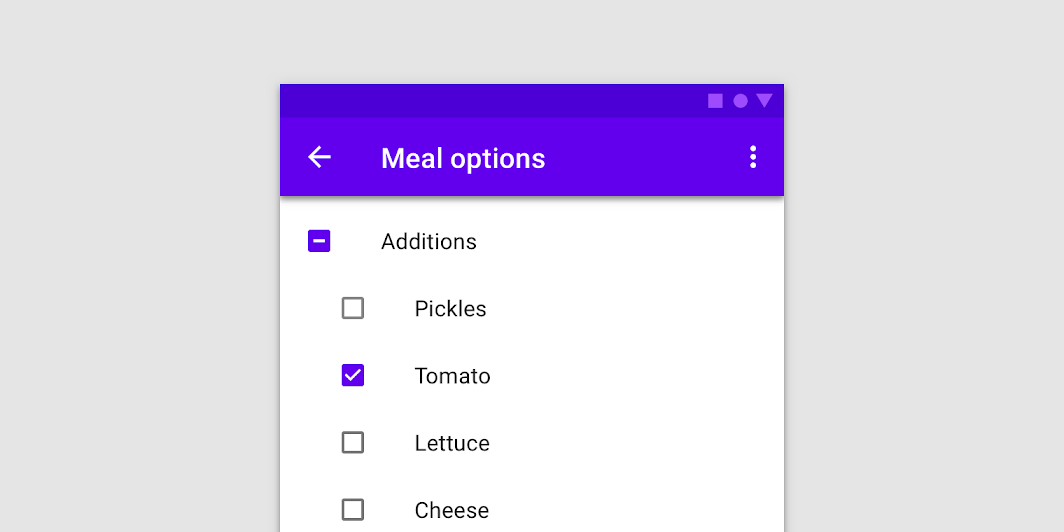 Meal options
Additions
Pickles
Tomato
Lettuce
Cheese